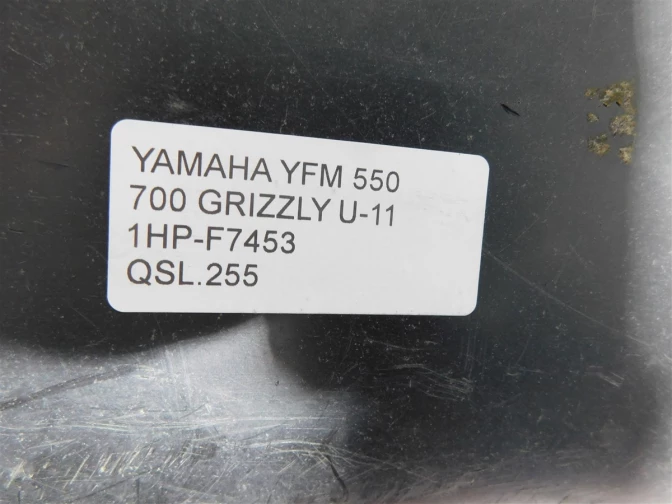 YAMAHA YFM 550
700 GRIZZLY U-11
1HP-F7453
QSL.255